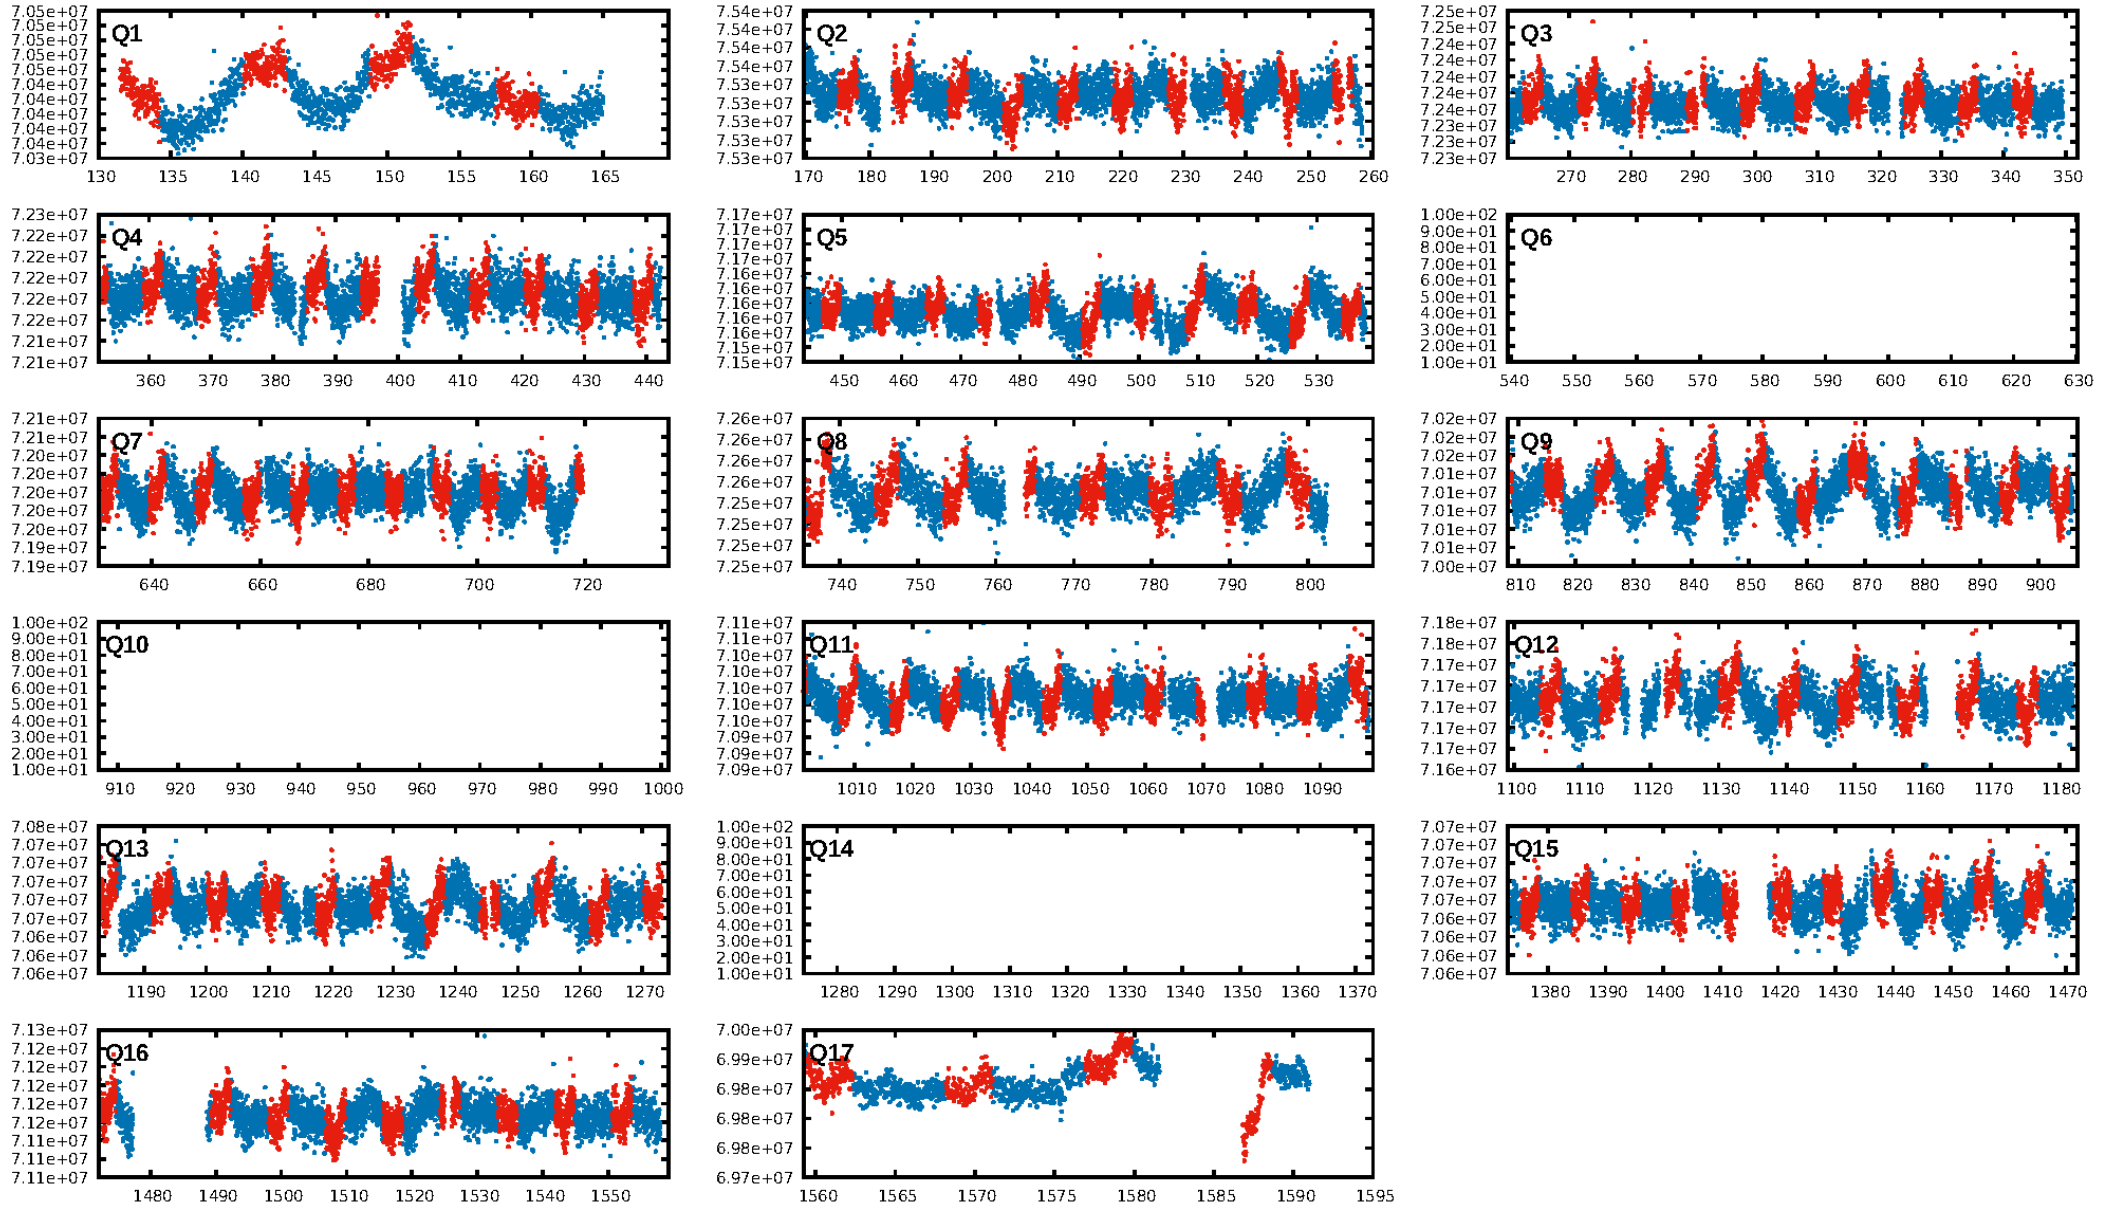 Q1
7.05e+07
7.05e+07
7.05e+07
7.05e+07
7.05e+07
7.04e+07
7.04e+07
7.04e+07
7.04e+07
7.04e+07
7.03e+07
130 135 140 145 150 155 160 165
Q2
7.54e+07
7.54e+07
7.54e+07
7.54e+07
7.53e+07
7.53e+07
7.53e+07
7.53e+07
7.53e+07
170 180 190 200 210 220 230 240 250 260
Q3
7.25e+07
7.25e+07
7.24e+07
7.24e+07
7.24e+07
7.24e+07
7.24e+07
7.23e+07
7.23e+07
7.23e+07
270 280 290 300 310 320 330 340 350
Q4
7.23e+07
7.22e+07
7.22e+07
7.22e+07
7.22e+07
7.22e+07
7.21e+07
7.21e+07
360 370 380 390 400 410 420 430 440
Q5
7.17e+07
7.17e+07
7.17e+07
7.16e+07
7.16e+07
7.16e+07
7.16e+07
7.16e+07
7.16e+07
7.15e+07
7.15e+07
450 460 470 480 490 500 510 520 530
Q6
1.00e+02
9.00e+01
8.00e+01
7.00e+01
6.00e+01
5.00e+01
4.00e+01
3.00e+01
2.00e+01
1.00e+01
540 550 560 570 580 590 600 610 620 630
Q7
7.21e+07
7.21e+07
7.20e+07
7.20e+07
7.20e+07
7.20e+07
7.20e+07
7.19e+07
7.19e+07
640 660 680 700 720
Q8
7.26e+07
7.26e+07
7.26e+07
7.26e+07
7.25e+07
7.25e+07
7.25e+07
7.25e+07
740 750 760 770 780 790 800
Q9
7.02e+07
7.02e+07
7.02e+07
7.01e+07
7.01e+07
7.01e+07
7.01e+07
7.01e+07
7.00e+07
810 820 830 840 850 860 870 880 890 900
Q10
1.00e+02
9.00e+01
8.00e+01
7.00e+01
6.00e+01
5.00e+01
4.00e+01
3.00e+01
2.00e+01
1.00e+01
910 920 930 940 950 960 970 980 990 1000
Q11
7.11e+07
7.11e+07
7.10e+07
7.10e+07
7.10e+07
7.10e+07
7.10e+07
7.09e+07
7.09e+07
7.09e+07
1010 1020 1030 1040 1050 1060 1070 1080 1090
Q12
7.18e+07
7.18e+07
7.17e+07
7.17e+07
7.17e+07
7.17e+07
7.17e+07
7.16e+07
1100 1110 1120 1130 1140 1150 1160 1170 1180
Q13
7.08e+07
7.07e+07
7.07e+07
7.07e+07
7.07e+07
7.07e+07
7.06e+07
7.06e+07
7.06e+07
1190 1200 1210 1220 1230 1240 1250 1260 1270
Q14
1.00e+02
9.00e+01
8.00e+01
7.00e+01
6.00e+01
5.00e+01
4.00e+01
3.00e+01
2.00e+01
1.00e+01
1280 1290 1300 1310 1320 1330 1340 1350 1360 1370
Q15
7.07e+07
7.07e+07
7.07e+07
7.07e+07
7.07e+07
7.06e+07
7.06e+07
7.06e+07
7.06e+07
1380 1390 1400 1410 1420 1430 1440 1450 1460 1470
Q16
7.13e+07
7.12e+07
7.12e+07
7.12e+07
7.12e+07
7.12e+07
7.11e+07
7.11e+07
7.11e+07
1480 1490 1500 1510 1520 1530 1540 1550
Q17
7.00e+07
6.99e+07
6.98e+07
6.98e+07
6.98e+07
6.97e+07
1560 1565 1570 1575 1580 1585 1590 1595